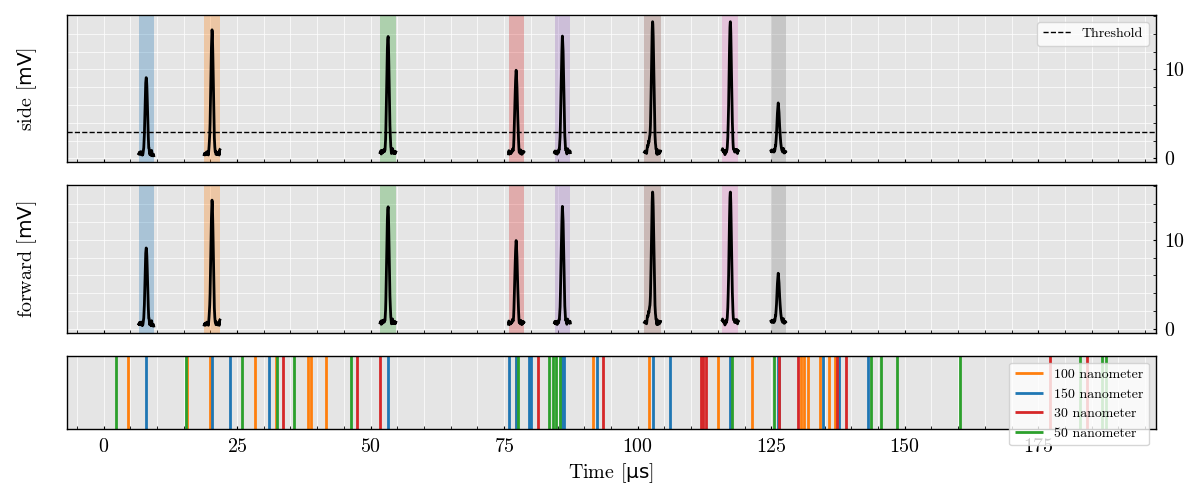 side [mV]
Threshold
10
0
forward [mV]
10
0
100 nanometer
150 nanometer
30 nanometer
50 nanometer
0 25 50 75 100 125 150 175
Time [μs]